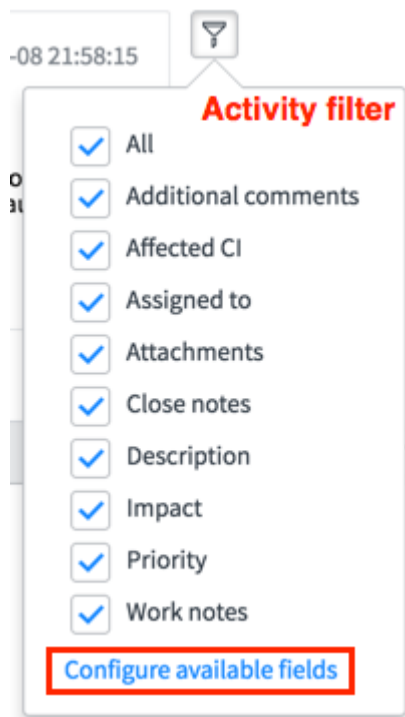 -08 21:58:15
Activity filter
All
Additional comments
Affected CI
Assigned to
Attachments
Close notes
Description
Impact
Priority
Work notes
Configure available fields